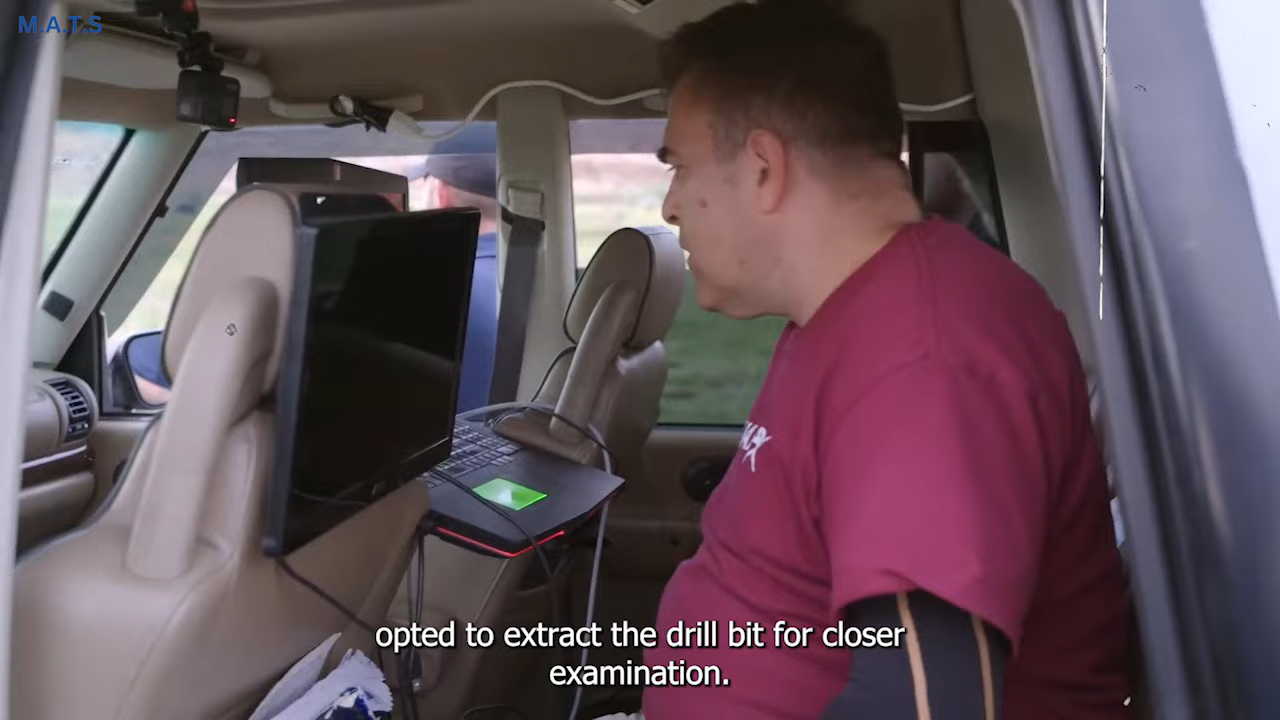 M.A.T.S
opted to extract the drill bit for closer
examination.